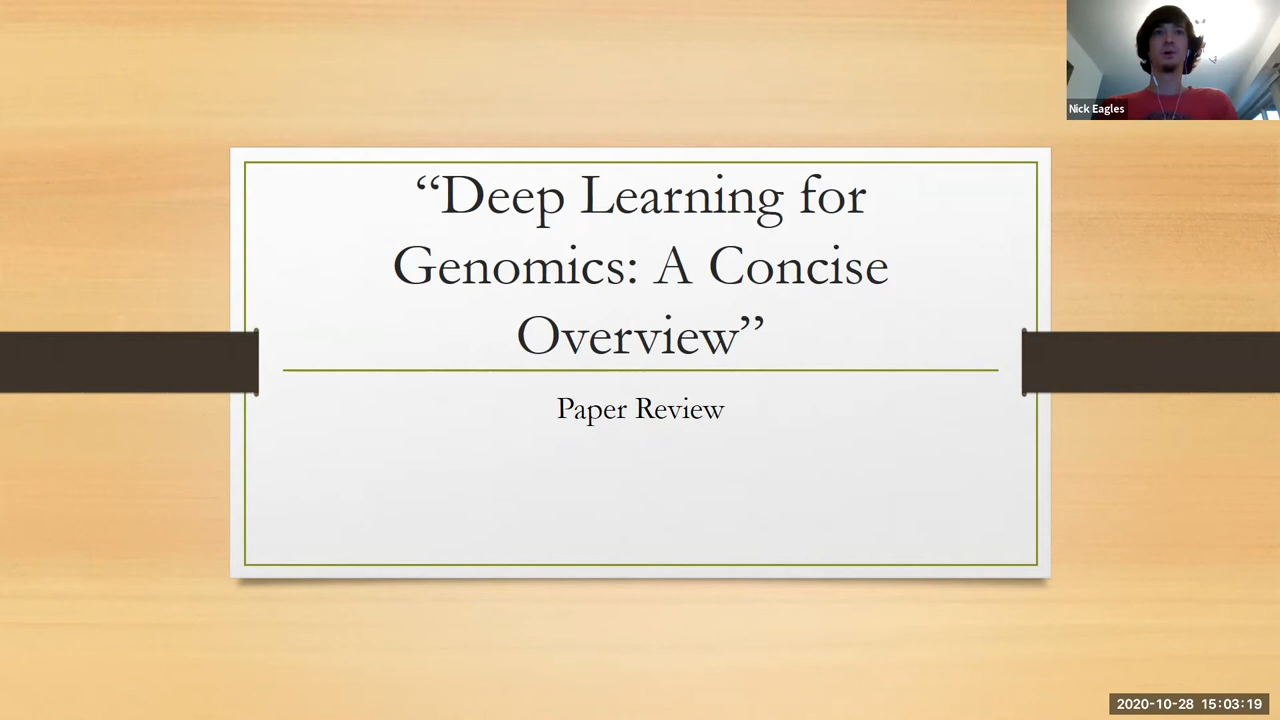 “Deep Learning for
Genomics: A Concise
Overview”
Paper Review
Nick Eagles
2020-10-28 15:03:19